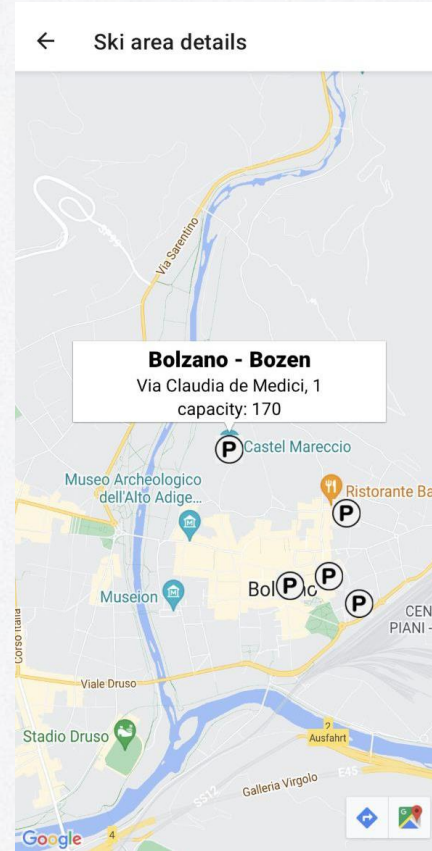 Ski area details
Via Sarentino
Bolzano - Bozen
Via Claudia de Medici, 1
capacity: 170
P
Castel Mareccio
Museo Archeologico
dell'Alto Adige...
Ristorante Ba
P
Museion
Bol
P
no
P
P
CEN
PIANI -
Corso Italia
Viale Druso
Stadio Druso
2
Ausfahrt
Galleria Virgolo
E45
SS12
4
Google